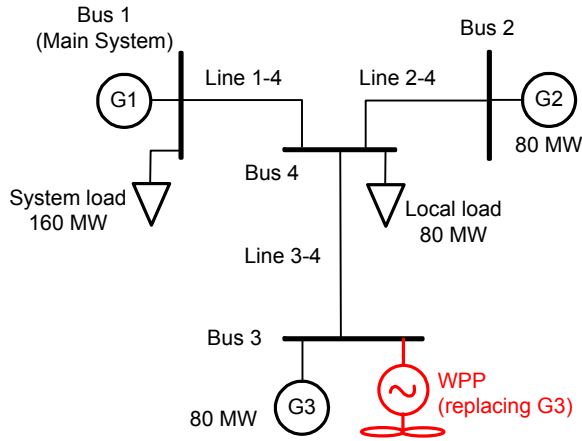 Bus 1
(Main System)
Bus 2
Line 1-4
Line 2-4
G1
G2
80 MW
Bus 4
System load
160 MW
Local load
80 MW
Line 3-4
Bus 3
WPP
(replacing G3)
80 MW
G3